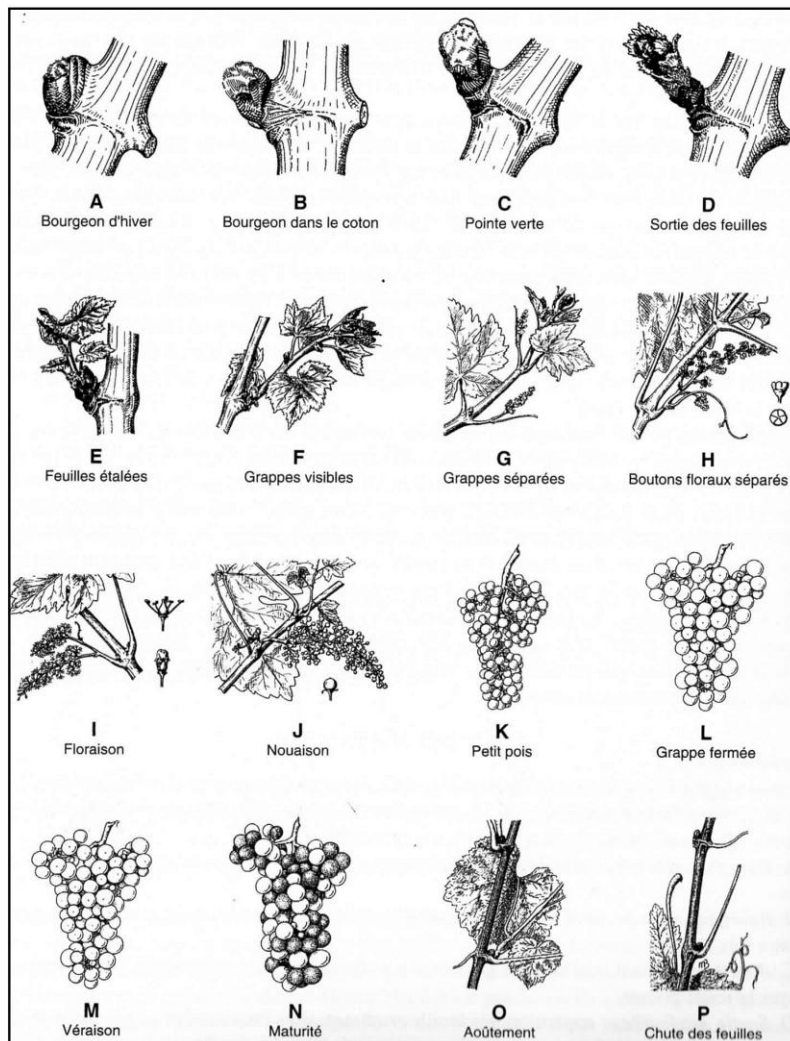 A
Bourgeon d'hiver
B
Bourgeon dans le coton
C
Pointe verte
D
Sortie des feuilles
E
Feuilles étalées
F
Grappes visibles
G
Grappes séparées
H
Boutons floraux séparés
I
Floraison
J
Nouaison
K
Petit pois
L
Grappe fermée
M
Véraison
N
Maturité
O
Aoûtement
P
Chute des feuilles